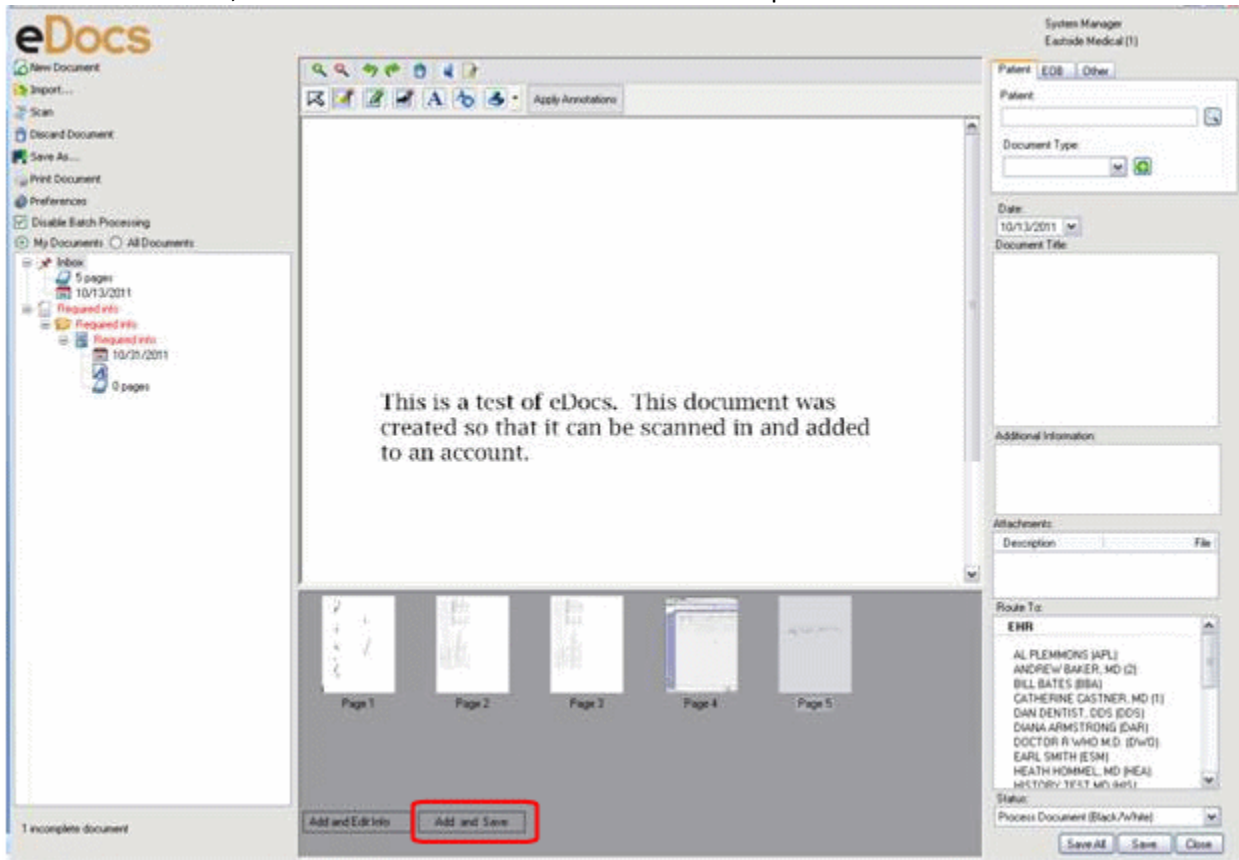 eDocs
System Manager
Eastside Medical (1)
New Document
Import...
Scan
Discard Document
Save As...
Print Document
Preferences
Disable Batch Processing
My Documents All Documents
Inbox
5 pages
10/13/2011
Required info
Required info
Required info
10/31/2011
0 pages
1 incomplete document
Apply Annotations
This is a test of eDocs. This document was
created so that it can be scanned in and added
to an account.
Page 1 Page 2 Page 3 Page 4 Page 5
Add and Edit Info Add and Save
Patient EOB Other
Patient:
Document Type:
Date:
10/13/2011
Document Title:
Additional Information:
Attachments:
Description File
Route To:
EHR
AL PLEMMONS (APL)
ANDREW BAKER, MD (2)
BILL BATES (BBA)
CATHERINE CASTNER, MD (1)
DAN DENTIST, DDS (DDS)
DIANA ARMSTRONG (DAR)
DOCTOR R WHO M.D. (DWO)
EARL SMITH (ESM)
HEATH HOMMEL, MD (HEA)
HISTORY TEST MD (HIS)
Status:
Process Document (Black/White)
Save All Save Close